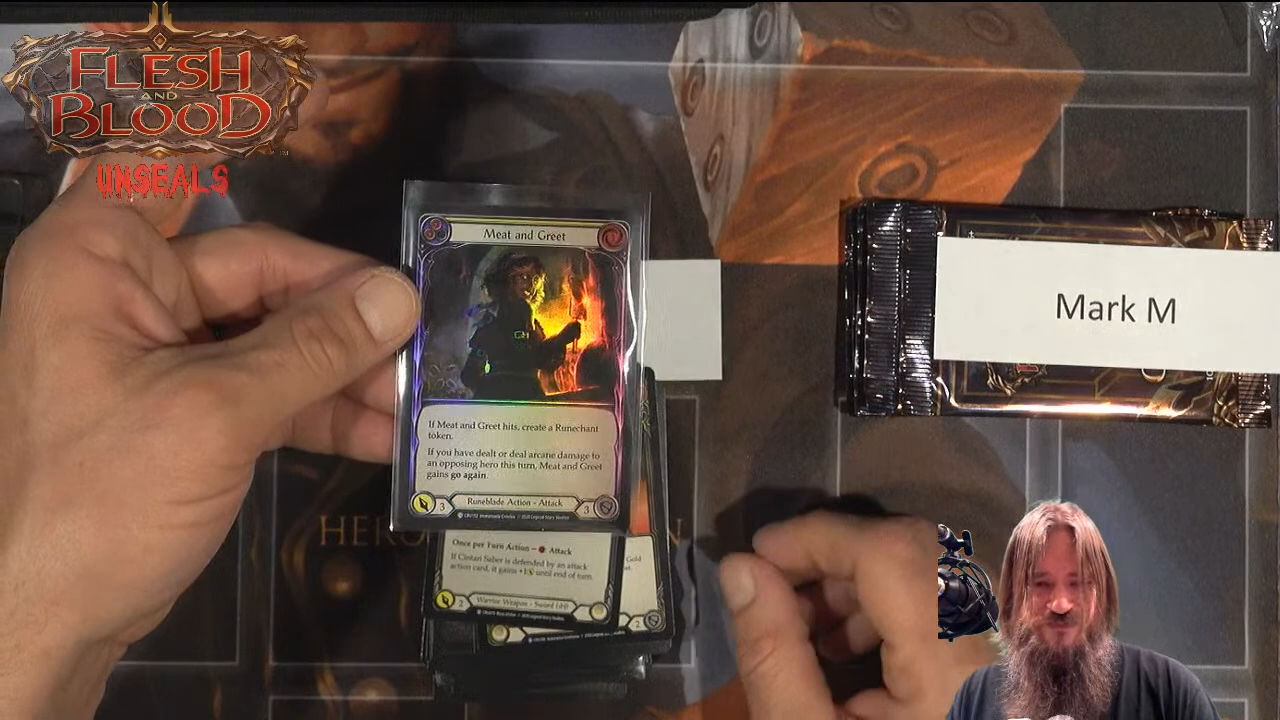 FLESH
AND
BLOOD
UNSEALS
Meat and Greet
If Meat and Greet hits, create a Runechant
token.
If you have dealt or deal arcane damage to
an opposing hero this turn, Meat and Greet
gains go again.
3
Runeblade Action - Attack
3
Mark M
HER
N
Once per Turn Action – Attack
If Cintari Saber is defended by an attack
action card, it gains +1 until end of turn.
2
Warrior Weapon - Sword (1H)
Gold
2